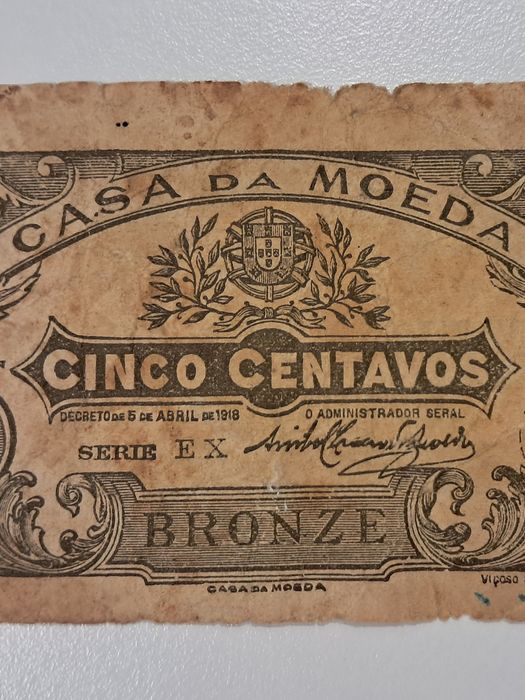 CASA DA MOEDA
CINCO CENTAVOS
DECRETO DE 5 DE ABRIL DE 1918 O ADMINISTRADOR GERAL
SERIE EX
BRONZE
VIÇOSO
CASA DA MOEDA